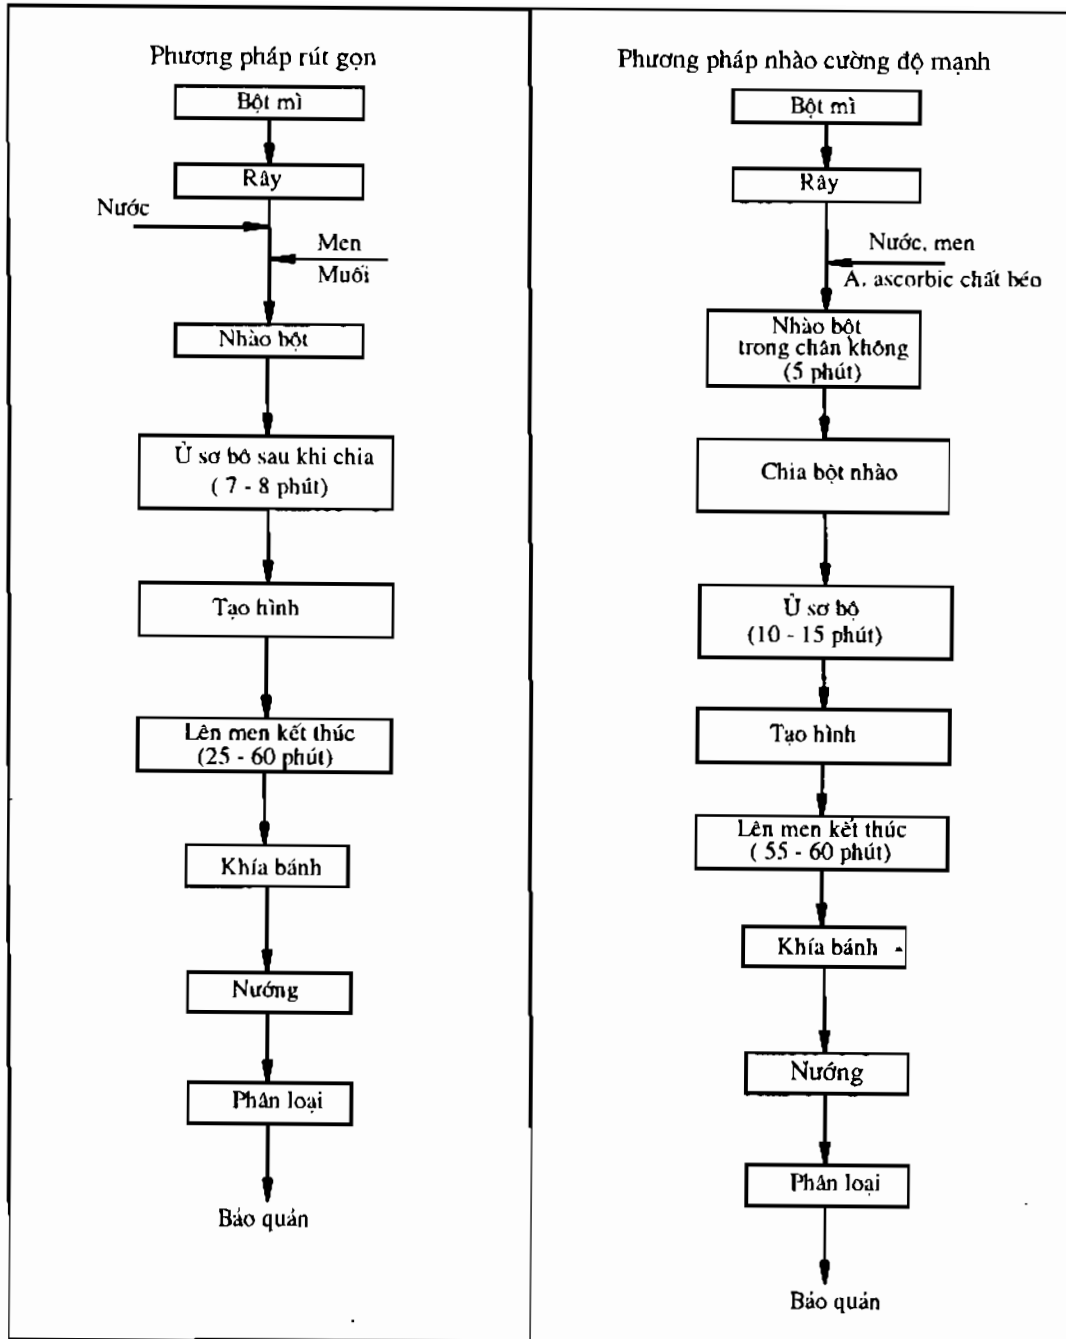 Phương pháp rút gọn
Bột mì
Rây
Nước
Men
Muối
Nhào bột
Ủ sơ bô sau khi chia
( 7 - 8 phút)
Tạo hình
Lên men kết thúc
(25 - 60 phút)
Khía bánh
Nướng
Phân loại
Bảo quản
Phương pháp nhào cường độ mạnh
Bột mì
Rây
Nước, men
A. ascorbic chất béo
Nhào bột
trong chân không
(5 phút)
Chia bột nhào
Ủ sơ bộ
(10 - 15 phút)
Tạo hình
Lên men kết thúc
( 55 - 60 phút)
Khía bánh
Nướng
Phân loại
Bảo quản